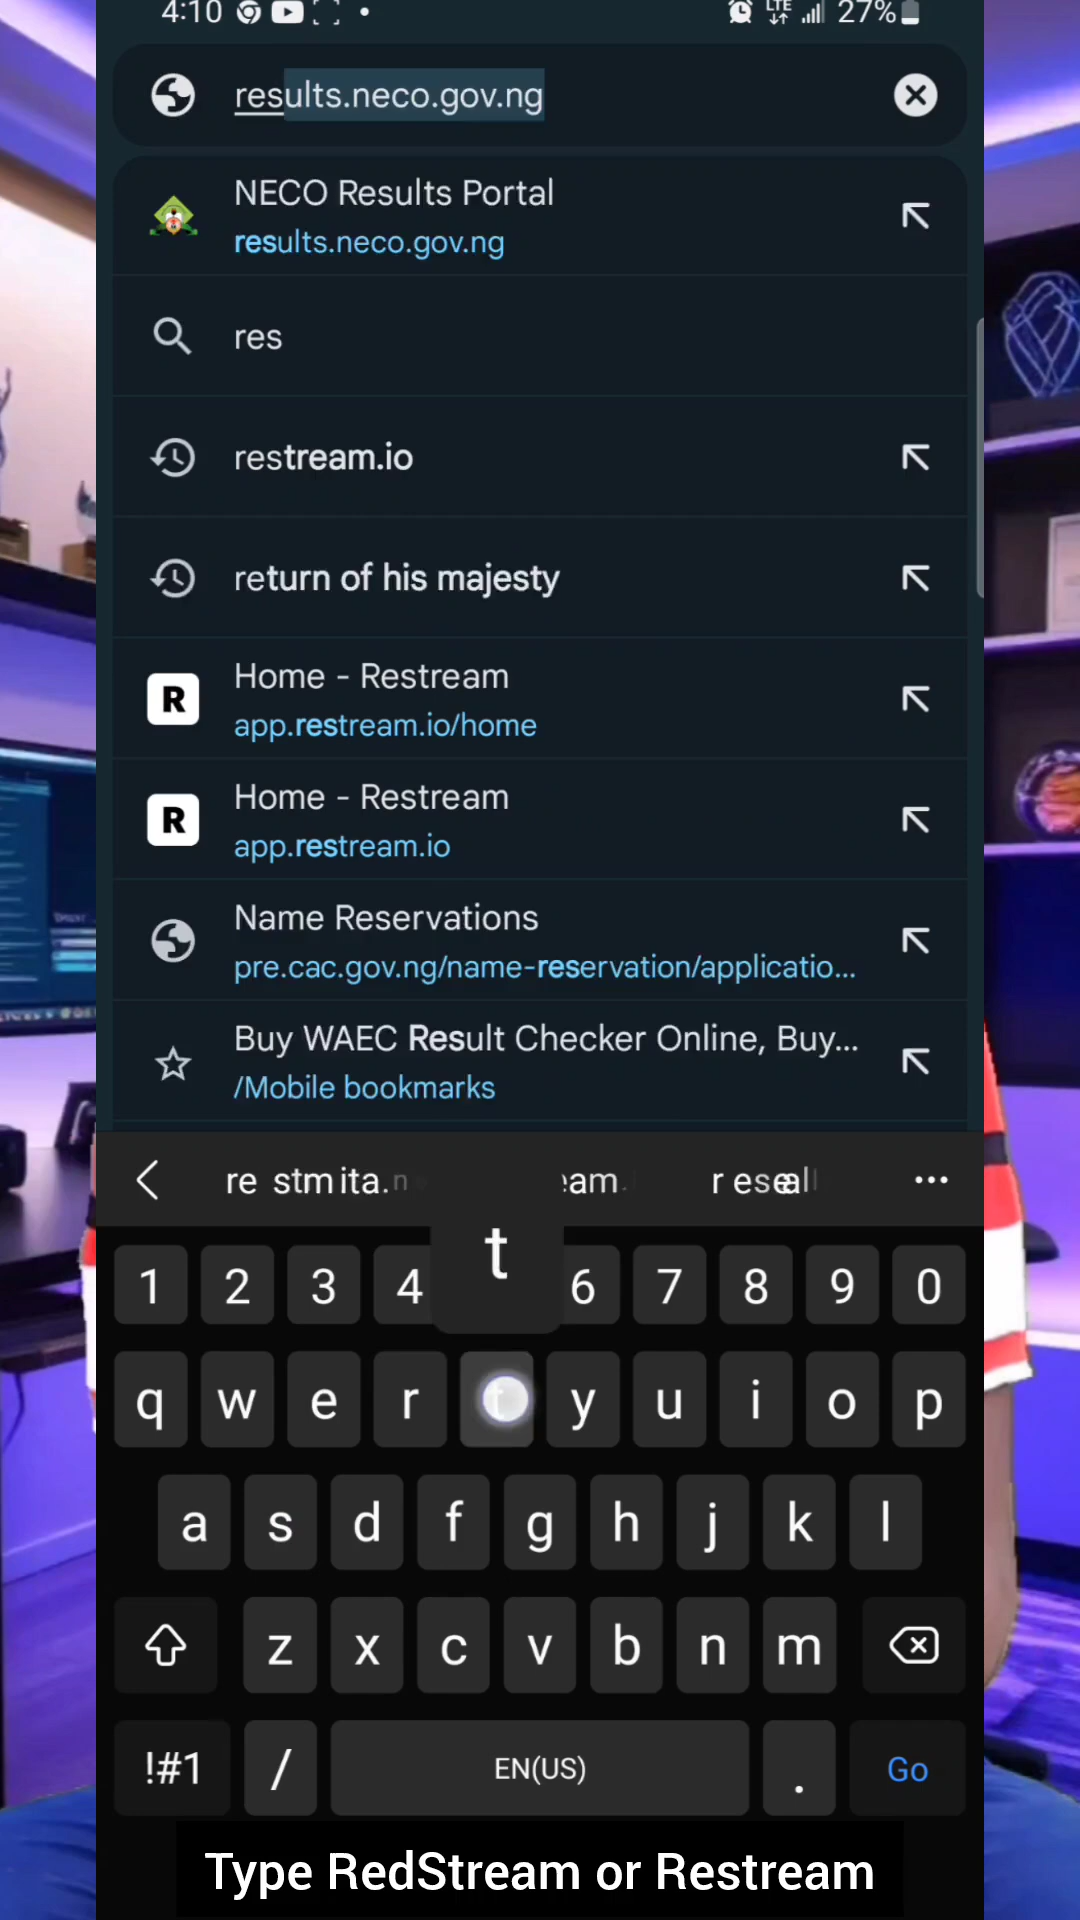 4:10
LTE
27%
results.neco.gov.ng
NECO Results Portal
results.neco.gov.ng
res
restream.io
return of his majesty
R
Home - Restream
app.restream.io/home
R
Home - Restream
app.restream.io
Name Reservations
pre.cac.gov.ng/name-reservation/applicatio...
Buy WAEC Result Checker Online, Buy...
/Mobile bookmarks
t
1 2 3 4 6 7 8 9 0
q w e r t y u i o p
a s d f g h j k l
z x c v b n m
!#1 / EN(US) . Go
Type RedStream or Restream